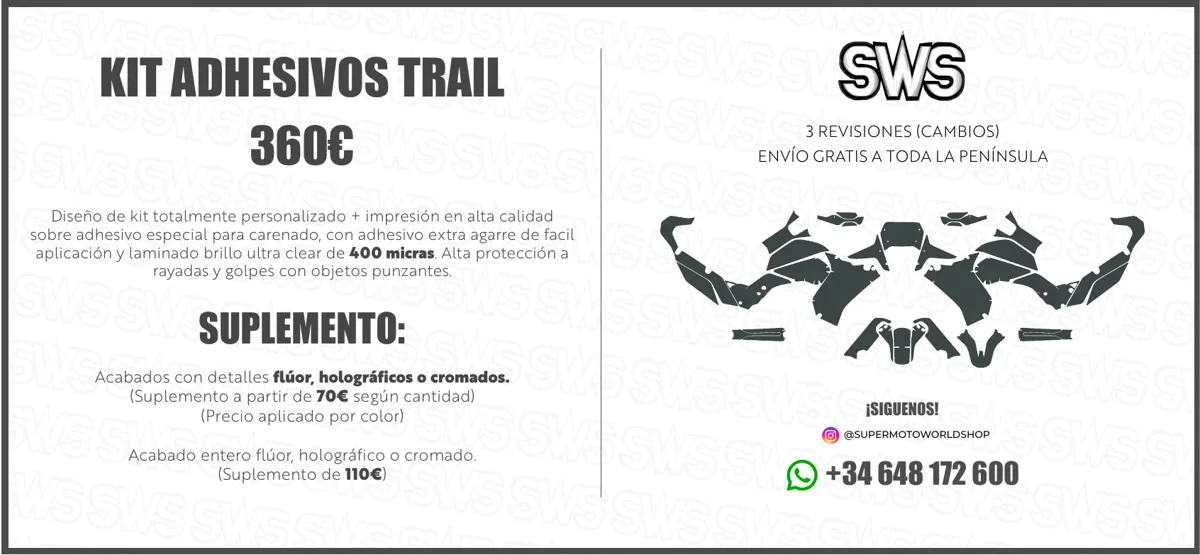 KIT ADHESIVOS TRAIL
360€
Diseño de kit totalmente personalizado + impresión en alta calidad
sobre adhesivo especial para carenado, con adhesivo extra agarre de facil
aplicación y laminado brillo ultra clear de 400 micras. Alta protección a
rayadas y golpes con objetos punzantes.
SUPLEMENTO:
Acabados con detalles flúor, holográficos o cromados.
(Suplemento a partir de 70€ según cantidad)
(Precio aplicado por color)
Acabado entero flúor, holográfico o cromado.
(Suplemento de 110€)
SWS
3 REVISIONES (CAMBIOS)
ENVÍO GRATIS A TODA LA PENÍNSULA
¡SIGUENOS!
@SUPERMOTOWORLDSHOP
+34 648 172 600